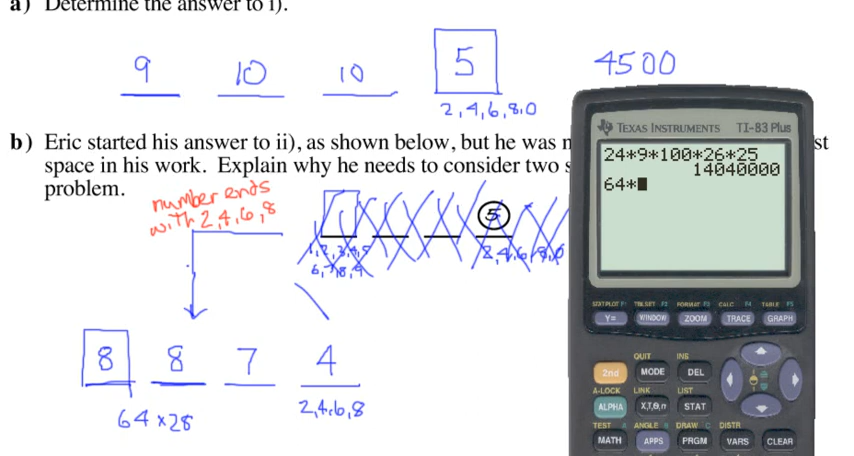 a) Determine the answer to i).
9 10 10 5 4500
2,4,6,8,0
b) Eric started his answer to ii), as shown below, but he was n
st
space in his work. Explain why he needs to consider two s
problem.
number ends
with 2,4,6,8
5
1,2,3,4,5
6,7,8,9
2,4,6,8,0
8 8 7 4
64 x 28
2,4,6,8
TEXAS INSTRUMENTS TI-83 Plus
24*9*100*26*25
14040000
64*
STAT PLOT F1 TBLSET F2 FORMAT F3 CALC F4 TABLE F5
Y= WINDOW ZOOM TRACE GRAPH
QUIT INS
2nd MODE DEL
A-LOCK LINK LIST
ALPHA X,T,θ,n STAT
TEST A ANGLE B DRAW C DISTR
MATH APPS PRGM VARS CLEAR